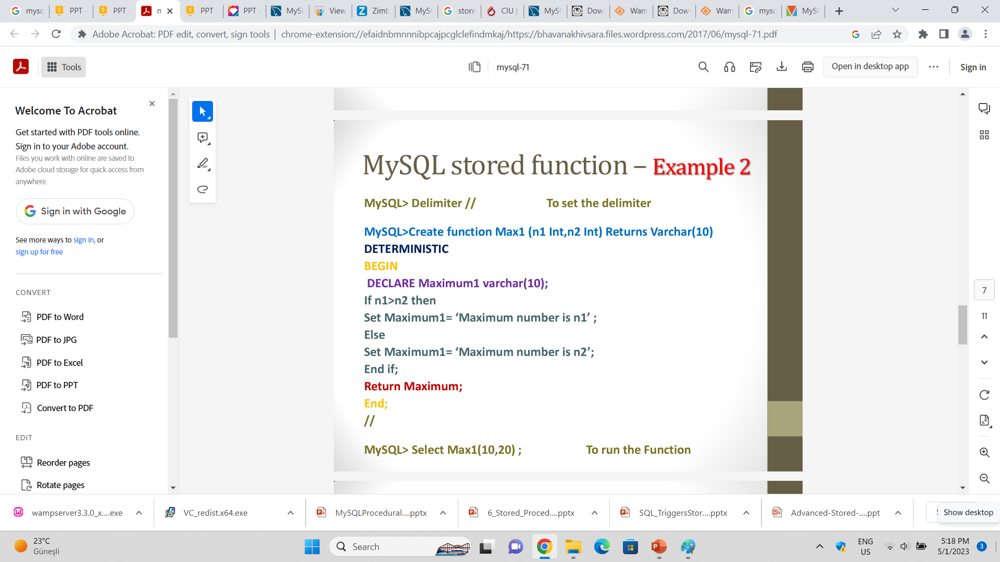 mysq
PPT -
PPT -
m
PPT -
PPT -
MyS
View
Zimb
MyS
store
CIU |
MyS
Dow
Wam
Dow
Wam
mysq
MyS
Adobe Acrobat: PDF edit, convert, sign tools | chrome-extension://efaidnbmnnnibpcajpcglclefindmkaj/https://bhavanakhivsara.files.wordpress.com/2017/06/mysql-71.pdf
Tools
mysql-71
Open in desktop app
Sign in
Welcome To Acrobat
Get started with PDF tools online.
Sign in to your Adobe account.
Files you work with online are saved to
Adobe cloud storage for quick access from
anywhere.
Sign in with Google
See more ways to sign in, or
sign up for free
CONVERT
PDF to Word
PDF to JPG
PDF to Excel
PDF to PPT
Convert to PDF
EDIT
Reorder pages
Rotate pages
MySQL stored function – Example 2
MySQL> Delimiter // To set the delimiter
MySQL>Create function Max1 (n1 Int,n2 Int) Returns Varchar(10)
DETERMINISTIC
BEGIN
DECLARE Maximum1 varchar(10);
If n1>n2 then
Set Maximum1= ‘Maximum number is n1’ ;
Else
Set Maximum1= ‘Maximum number is n2’;
End if;
Return Maximum;
End;
//
MySQL> Select Max1(10,20) ; To run the Function
7
11
wampserver3.3.0_x....exe
VC_redist.x64.exe
MySQLProcedural....pptx
6_Stored_Proced....pptx
SQL_TriggersStor....pptx
Advanced-Stored-....ppt
Show desktop
23°C
Güneşli
Search
ENG
US
5:18 PM
5/1/2023
3